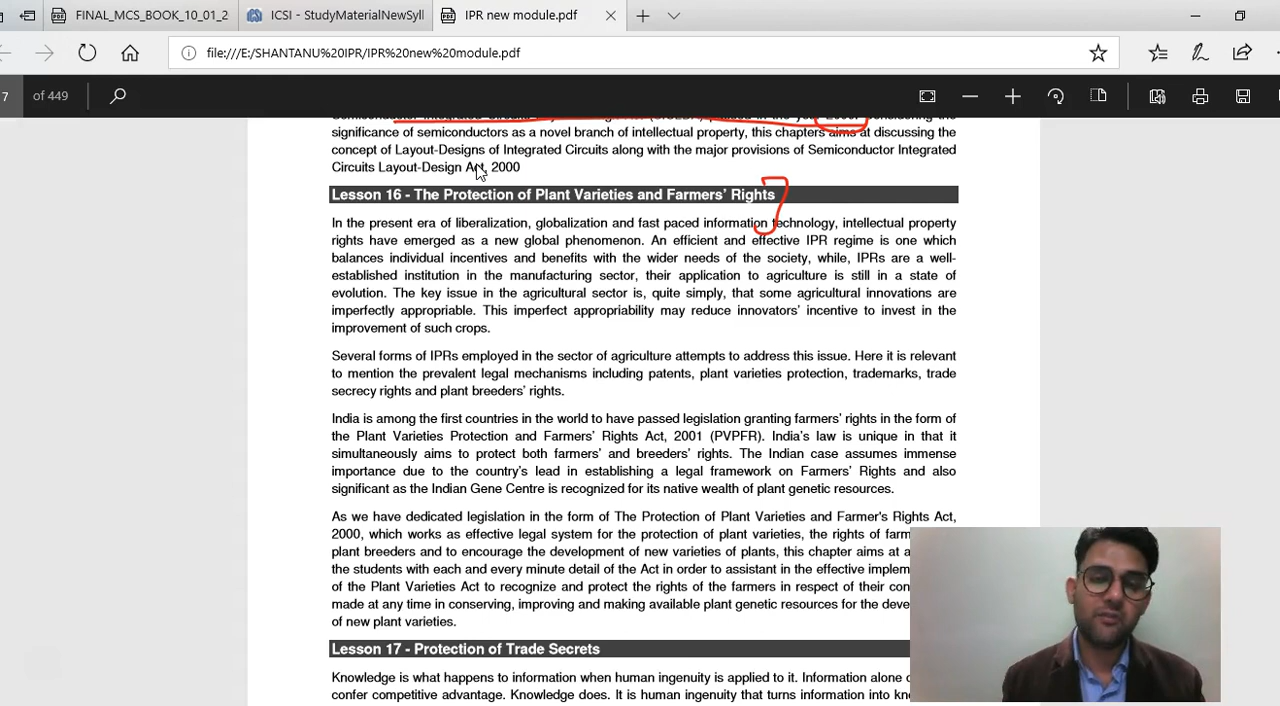 FINAL_MCS_BOOK_10_01_2
ICSI - StudyMaterialNewSyll
IPR new module.pdf
file:///E:/SHANTANU%20IPR/IPR%20new%20module.pdf
7 of 449
significance of semiconductors as a novel branch of intellectual property, this chapters aims at discussing the
concept of Layout-Designs of Integrated Circuits along with the major provisions of Semiconductor Integrated
Circuits Layout-Design Act, 2000
Lesson 16 - The Protection of Plant Varieties and Farmers' Rights
In the present era of liberalization, globalization and fast paced information technology, intellectual property
rights have emerged as a new global phenomenon. An efficient and effective IPR regime is one which
balances individual incentives and benefits with the wider needs of the society, while, IPRs are a well-
established institution in the manufacturing sector, their application to agriculture is still in a state of
evolution. The key issue in the agricultural sector is, quite simply, that some agricultural innovations are
imperfectly appropriable. This imperfect appropriability may reduce innovators' incentive to invest in the
improvement of such crops.
Several forms of IPRs employed in the sector of agriculture attempts to address this issue. Here it is relevant
to mention the prevalent legal mechanisms including patents, plant varieties protection, trademarks, trade
secrecy rights and plant breeders' rights.
India is among the first countries in the world to have passed legislation granting farmers' rights in the form of
the Plant Varieties Protection and Farmers' Rights Act, 2001 (PVPFR). India's law is unique in that it
simultaneously aims to protect both farmers' and breeders' rights. The Indian case assumes immense
importance due to the country's lead in establishing a legal framework on Farmers' Rights and also
significant as the Indian Gene Centre is recognized for its native wealth of plant genetic resources.
As we have dedicated legislation in the form of The Protection of Plant Varieties and Farmer's Rights Act,
2000, which works as effective legal system for the protection of plant varieties, the rights of
plant breeders and to encourage the development of new varieties of plants, this chapter aims at
the students with each and every minute detail of the Act in order to assistant in the effective
of the Plant Varieties Act to recognize and protect the rights of the farmers in respect of their
made at any time in conserving, improving and making available plant genetic resources for the
of new plant varieties.
Lesson 17 - Protection of Trade Secrets
Knowledge is what happens to information when human ingenuity is applied to it. Information alone
confer competitive advantage. Knowledge does. It is human ingenuity that turns information into